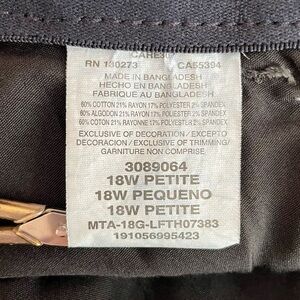 CARE30
RN 130273 CA55394
MADE IN BANGLADESH
HECHO EN BANGLADESH
FABRIQUE AU BANGLADESH
60% COTTON 21% RAYON 17% POLYESTER 2% SPANDEX
60% ALGODON 21% RAYON 17% POLIESTER 2% SPANDEX
60% COTON 21% RAYONNE 17% POLYESTER 2% SPANDEX
EXCLUSIVE OF DECORATION / EXCEPTO
DECORACION / EXCLUSIVE OF TRIMMING/
GARNITURE NON COMPRISE
3089064
18W PETITE
18W PEQUENO
18W PETITE
MTA-18G-LFTH07383
191056995423